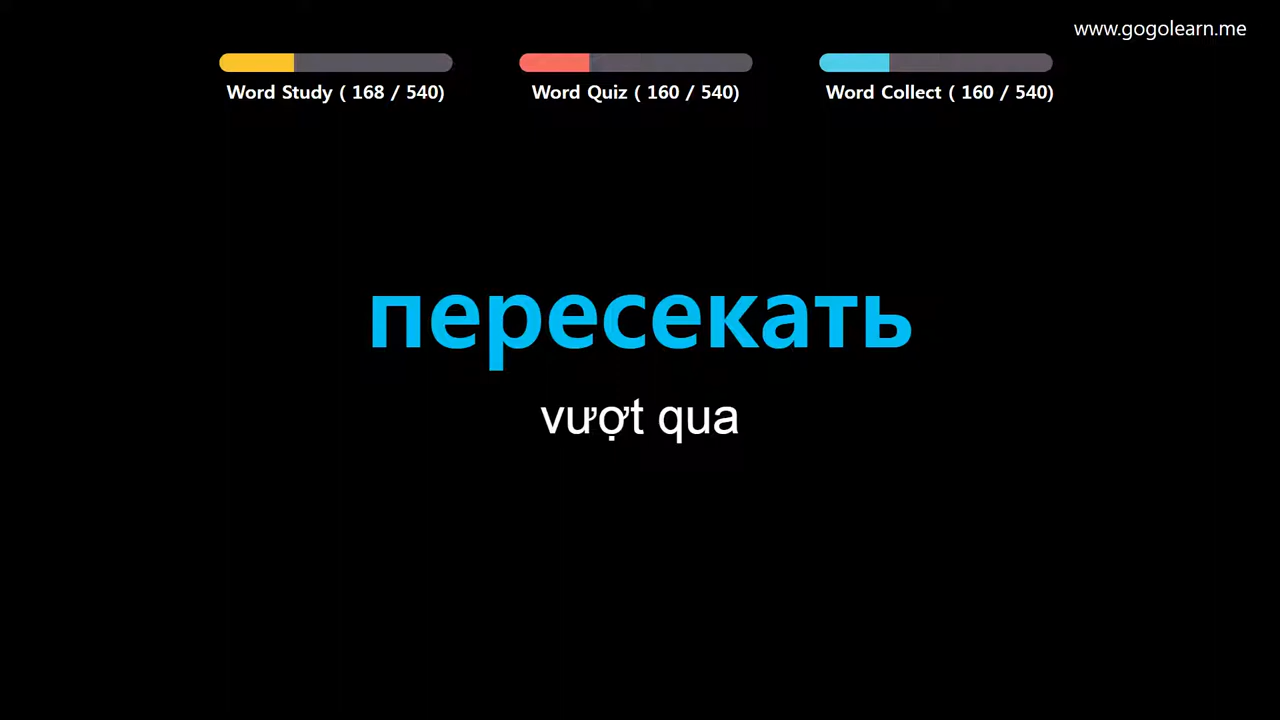 www.gogolearn.me
Word Study ( 168 / 540)
Word Quiz ( 160 / 540)
Word Collect ( 160 / 540)
пересекать
vượt qua